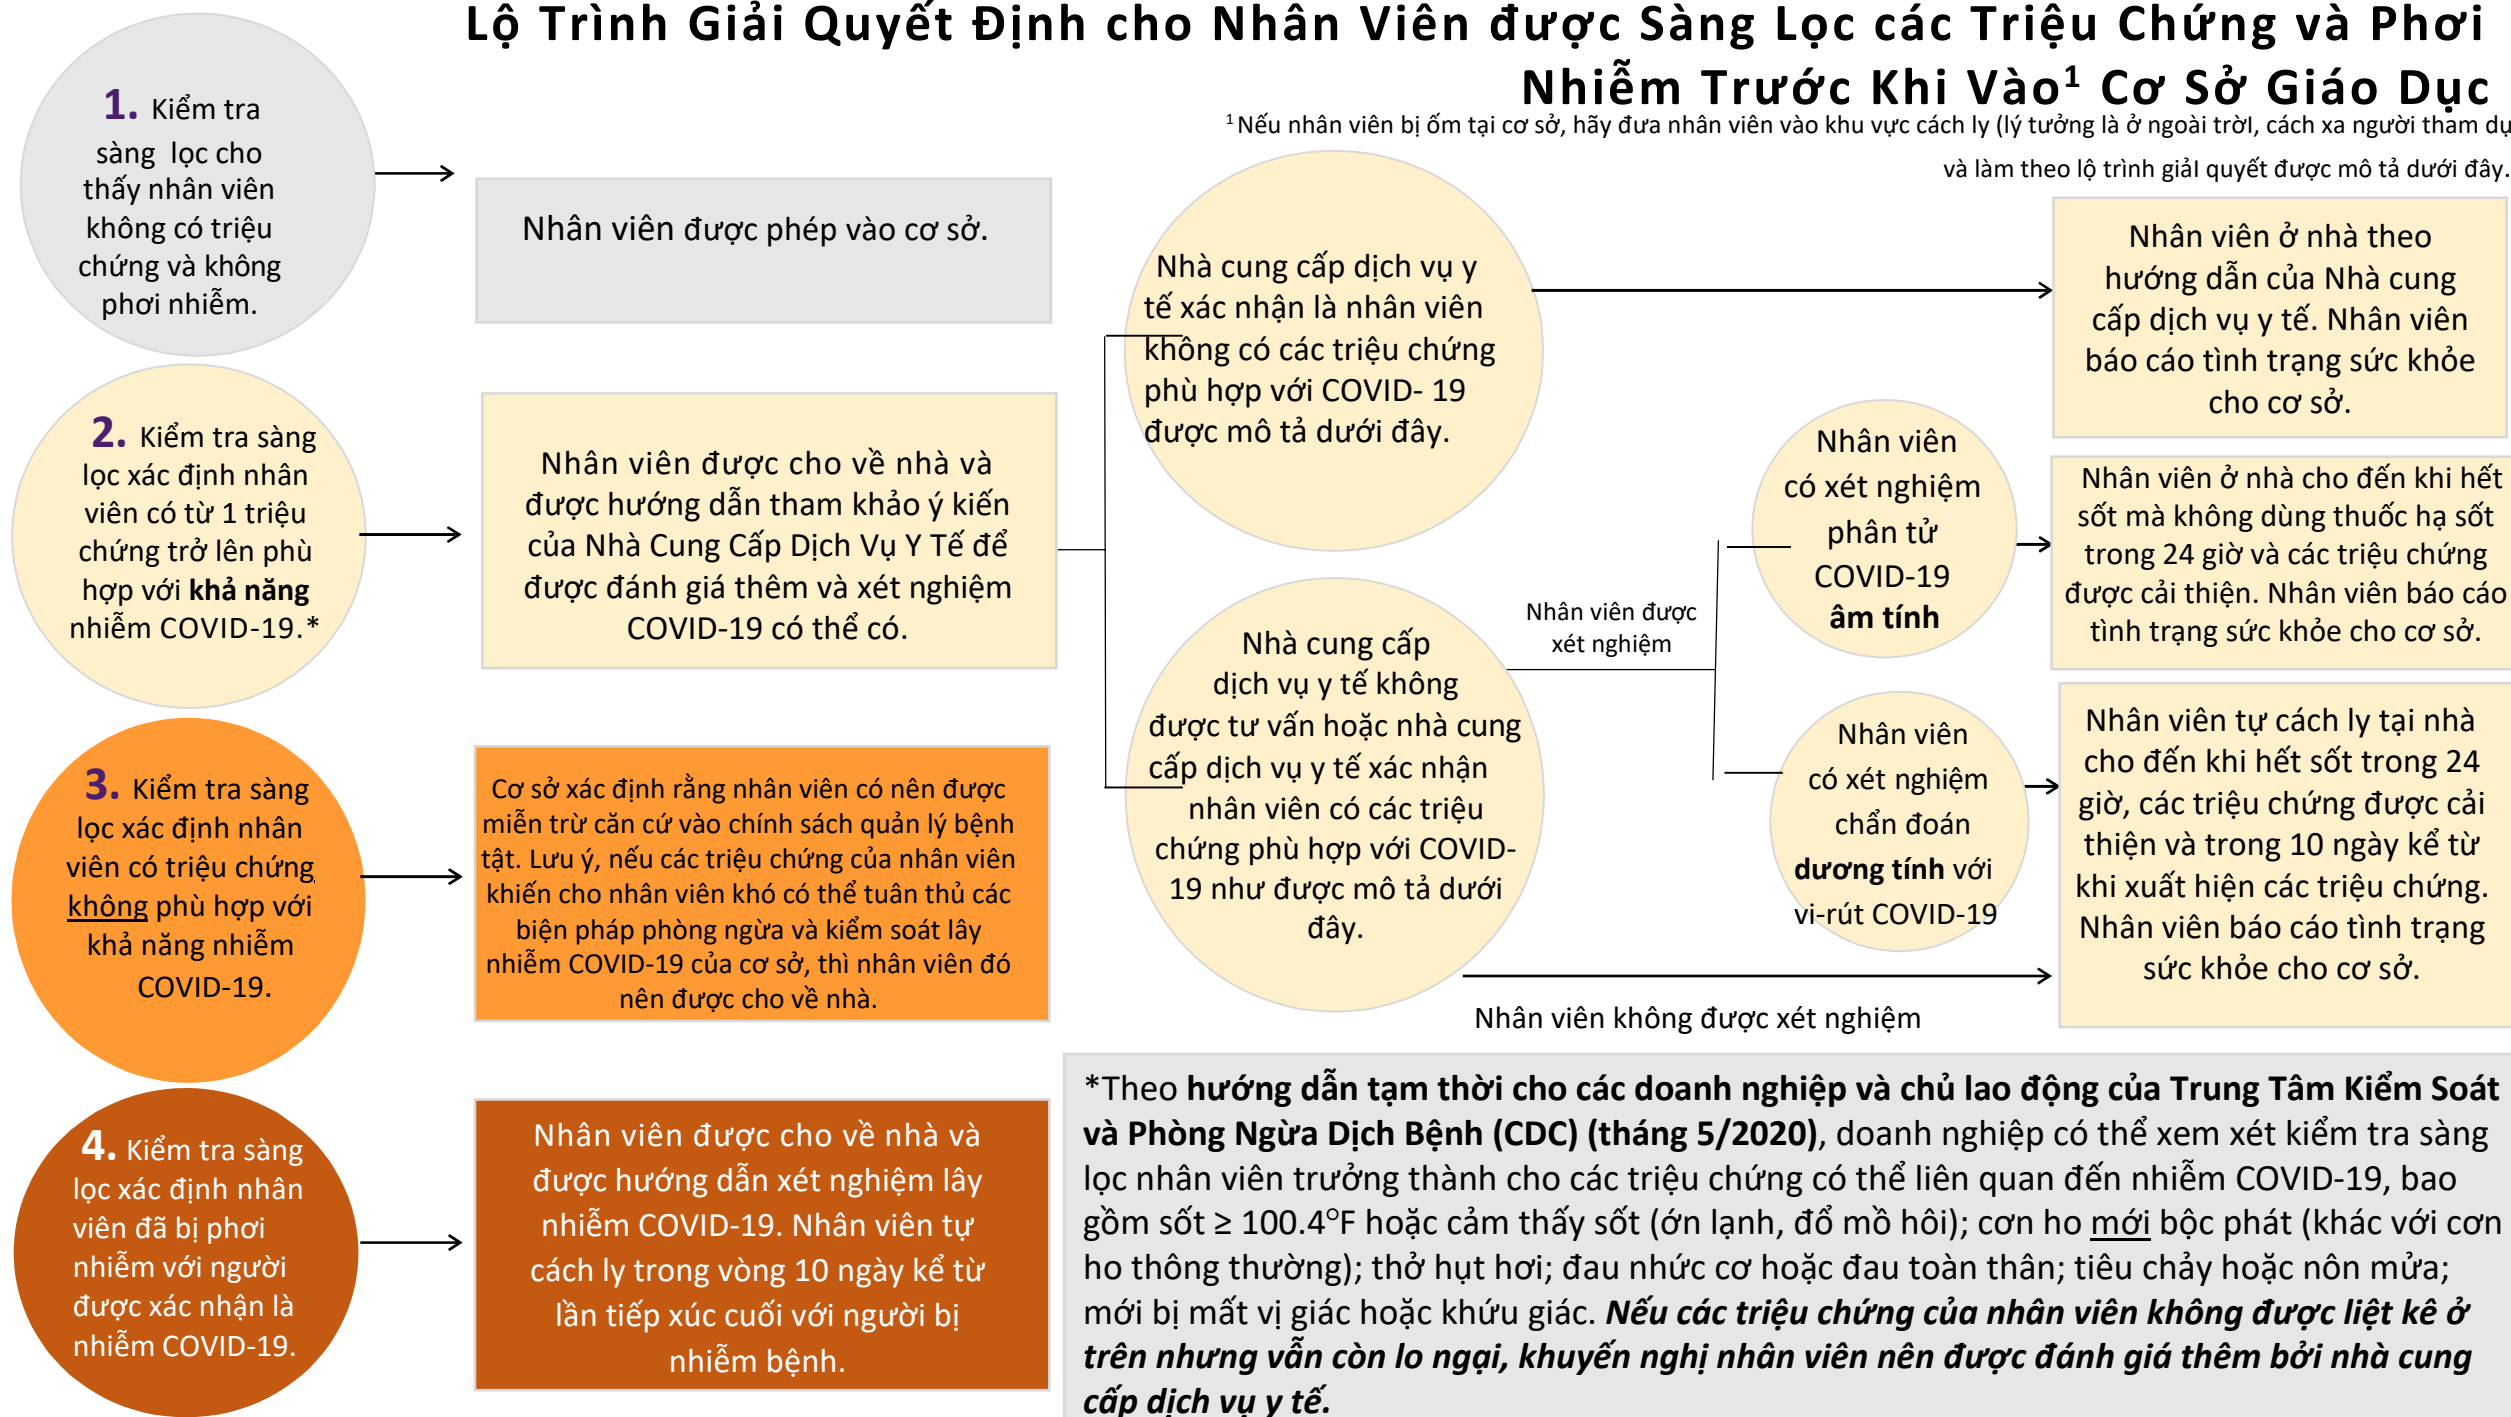 Lộ Trình Giải Quyết Định cho Nhân Viên được Sàng Lọc các Triệu Chứng và Phơi
Nhiễm Trước Khi Vào¹ Cơ Sở Giáo Dục
¹ Nếu nhân viên bị ốm tại cơ sở, hãy đưa nhân viên vào khu vực cách ly (lý tưởng là ở ngoài trờI, cách xa người tham dự
và làm theo lộ trình giảI quyết được mô tả dưới đây.
1. Kiểm tra
sàng lọc cho
thấy nhân viên
không có triệu
chứng và không
phơi nhiễm.
Nhân viên được phép vào cơ sở.
2. Kiểm tra sàng
lọc xác định nhân
viên có từ 1 triệu
chứng trở lên phù
hợp với khả năng
nhiễm COVID-19.*
Nhân viên được cho về nhà và
được hướng dẫn tham khảo ý kiến
của Nhà Cung Cấp Dịch Vụ Y Tế để
được đánh giá thêm và xét nghiệm
COVID-19 có thể có.
Nhà cung cấp dịch vụ y
tế xác nhận là nhân viên
không có các triệu chứng
phù hợp với COVID- 19
được mô tả dưới đây.
Nhân viên ở nhà theo
hướng dẫn của Nhà cung
cấp dịch vụ y tế. Nhân viên
báo cáo tình trạng sức khỏe
cho cơ sở.
Nhà cung cấp
dịch vụ y tế không
được tư vấn hoặc nhà cung
cấp dịch vụ y tế xác nhận
nhân viên có các triệu
chứng phù hợp với COVID-
19 như được mô tả dưới
đây.
Nhân viên được
xét nghiệm
Nhân viên
có xét nghiệm
phân tử
COVID-19
âm tính
Nhân viên ở nhà cho đến khi hết
sốt mà không dùng thuốc hạ sốt
trong 24 giờ và các triệu chứng
được cải thiện. Nhân viên báo cáo
tình trạng sức khỏe cho cơ sở.
Nhân viên
có xét nghiệm
chẩn đoán
dương tính với
vi-rút COVID-19
Nhân viên tự cách ly tại nhà
cho đến khi hết sốt trong 24
giờ, các triệu chứng được cải
thiện và trong 10 ngày kể từ
khi xuất hiện các triệu chứng.
Nhân viên báo cáo tình trạng
sức khỏe cho cơ sở.
Nhân viên không được xét nghiệm
3. Kiểm tra sàng
lọc xác định nhân
viên có triệu chứng
không phù hợp với
khả năng nhiễm
COVID-19.
Cơ sở xác định rằng nhân viên có nên được
miễn trừ căn cứ vào chính sách quản lý bệnh
tật. Lưu ý, nếu các triệu chứng của nhân viên
khiến cho nhân viên khó có thể tuân thủ các
biện pháp phòng ngừa và kiểm soát lây
nhiễm COVID-19 của cơ sở, thì nhân viên đó
nên được cho về nhà.
4. Kiểm tra sàng
lọc xác định nhân
viên đã bị phơi
nhiễm với người
được xác nhận là
nhiễm COVID-19.
Nhân viên được cho về nhà và
được hướng dẫn xét nghiệm lây
nhiễm COVID-19. Nhân viên tự
cách ly trong vòng 10 ngày kể từ
lần tiếp xúc cuối với người bị
nhiễm bệnh.
*Theo hướng dẫn tạm thời cho các doanh nghiệp và chủ lao động của Trung Tâm Kiểm Soát
và Phòng Ngừa Dịch Bệnh (CDC) (tháng 5/2020), doanh nghiệp có thể xem xét kiểm tra sàng
lọc nhân viên trưởng thành cho các triệu chứng có thể liên quan đến nhiễm COVID-19, bao
gồm sốt ≥ 100.4°F hoặc cảm thấy sốt (ớn lạnh, đổ mồ hôi); cơn ho mới bộc phát (khác với cơn
ho thông thường); thở hụt hơi; đau nhức cơ hoặc đau toàn thân; tiêu chảy hoặc nôn mửa;
mới bị mất vị giác hoặc khứu giác. Nếu các triệu chứng của nhân viên không được liệt kê ở
trên nhưng vẫn còn lo ngại, khuyến nghị nhân viên nên được đánh giá thêm bởi nhà cung
cấp dịch vụ y tế.